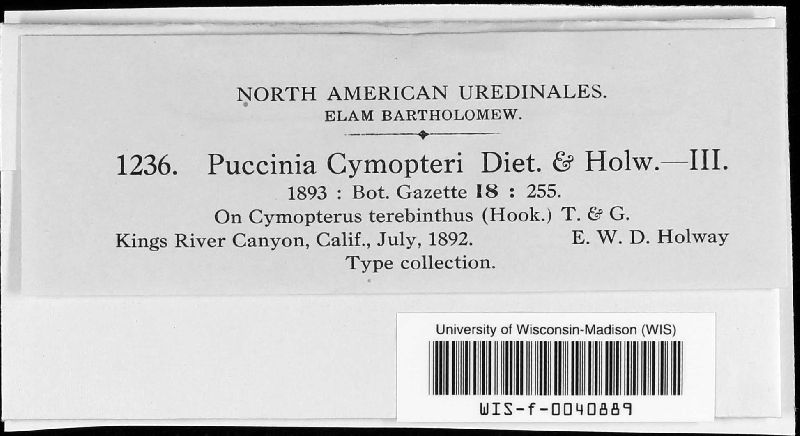 NORTH AMERICAN UREDINALES.
ELAM BARTHOLOMEW.
1236. Puccinia Cymopteri Diet. & Holw.—III.
1893 : Bot. Gazette 18 : 255.
On Cymopterus terebinthus (Hook.) T. & G.
Kings River Canyon, Calif., July, 1892. E. W. D. Holway
Type collection.
University of Wisconsin-Madison (WIS)
WIS-f-0040889